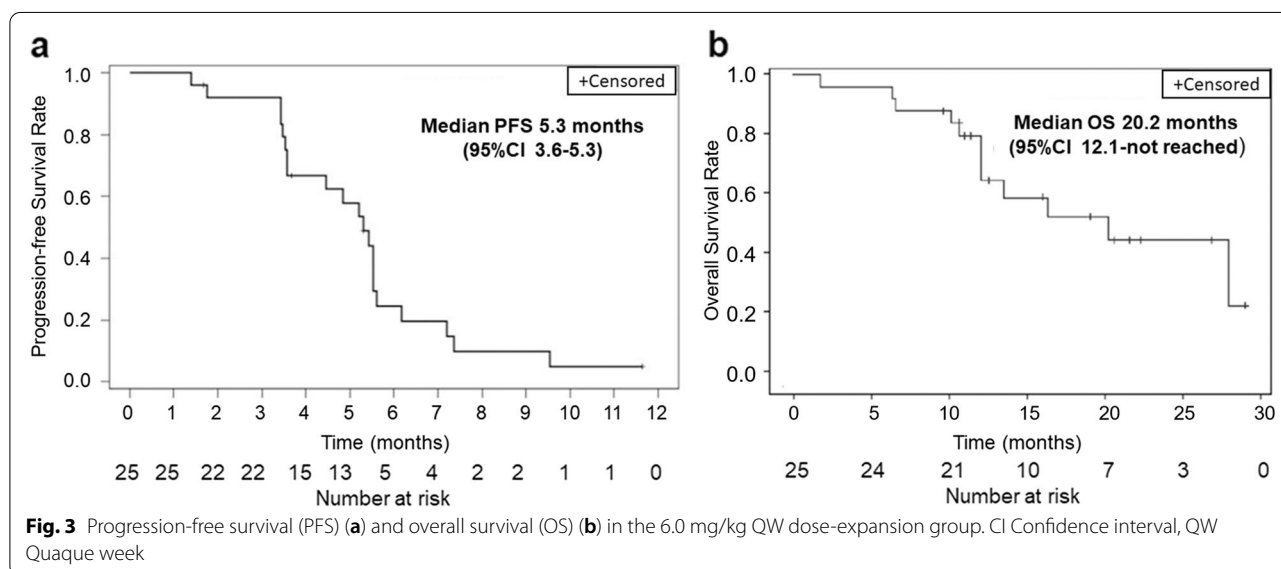 a
+Censored
Median PFS 5.3 months
(95%CI 3.6-5.3)
Progression-free Survival Rate
1.0
0.8
0.6
0.4
0.2
0.0
0 1 2 3 4 5 6 7 8 9 10 11 12
Time (months)
25 25 22 22 15 13 5 4 2 2 1 1 0
Number at risk
b
+Censored
Median OS 20.2 months
(95%CI 12.1-not reached)
Overall Survival Rate
1.0
0.8
0.6
0.4
0.2
0.0
0 5 10 15 20 25 30
Time (months)
25 24 21 10 7 3 0
Number at risk
Fig. 3 Progression-free survival (PFS) (a) and overall survival (OS) (b) in the 6.0 mg/kg QW dose-expansion group. CI Confidence interval, QW
Quaque week